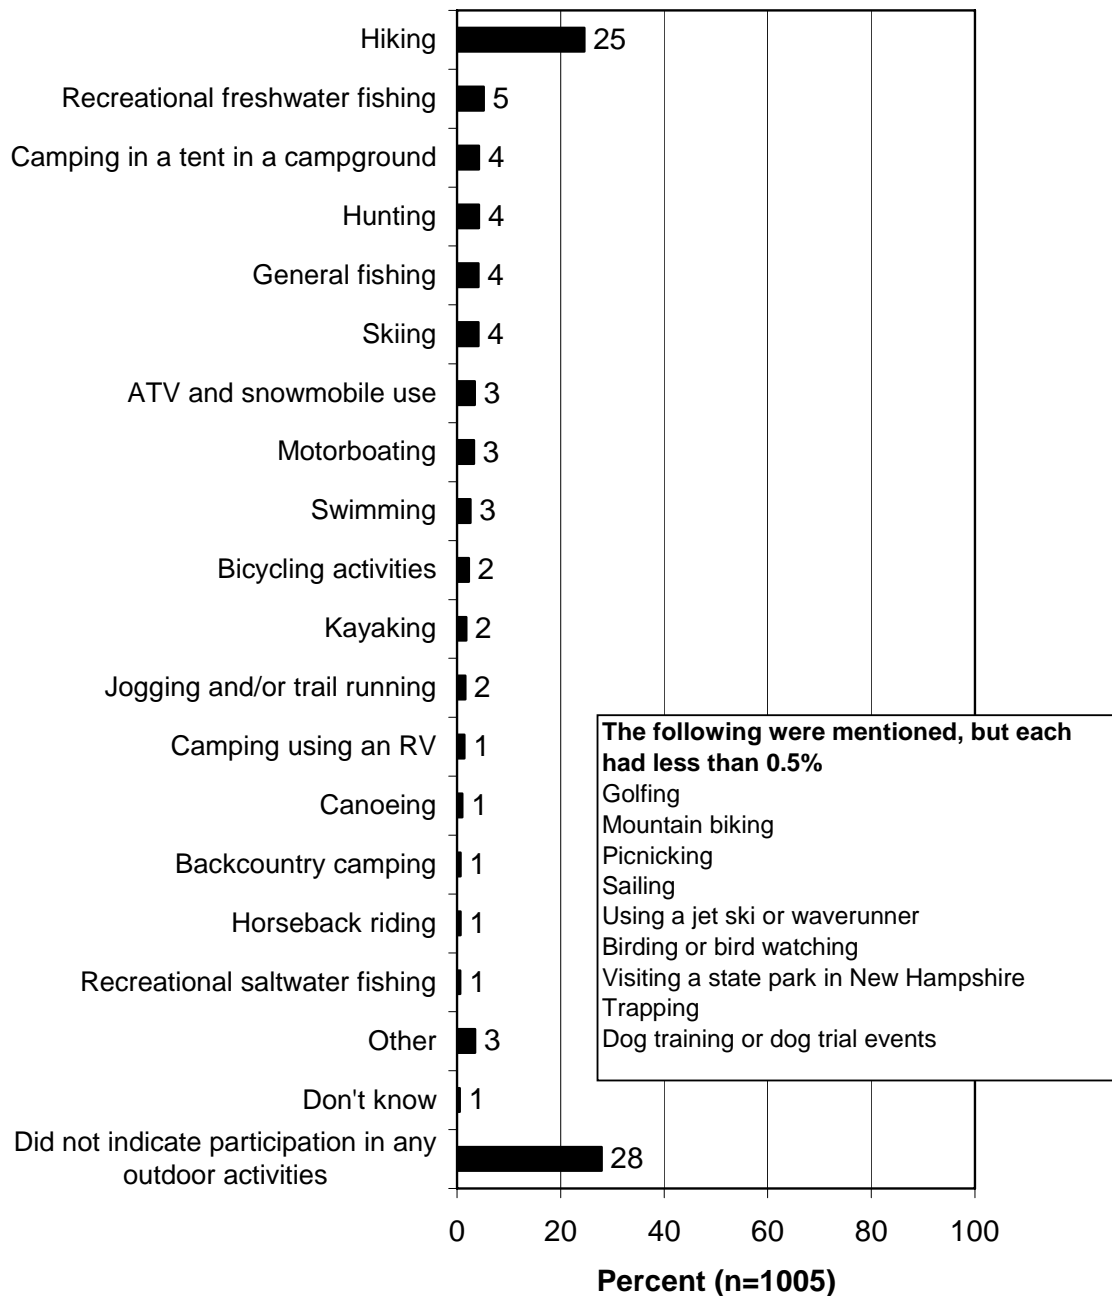 Hiking 25
Recreational freshwater fishing 5
Camping in a tent in a campground 4
Hunting 4
General fishing 4
Skiing 4
ATV and snowmobile use 3
Motorboating 3
Swimming 3
Bicycling activities 2
Kayaking 2
Jogging and/or trail running 2
Camping using an RV 1
Canoeing 1
Backcountry camping 1
Horseback riding 1
Recreational saltwater fishing 1
Other 3
Don't know 1
Did not indicate participation in any
outdoor activities 28
The following were mentioned, but each
had less than 0.5%
Golfing
Mountain biking
Picnicking
Sailing
Using a jet ski or waverunner
Birding or bird watching
Visiting a state park in New Hampshire
Trapping
Dog training or dog trial events
0 20 40 60 80 100
Percent (n=1005)